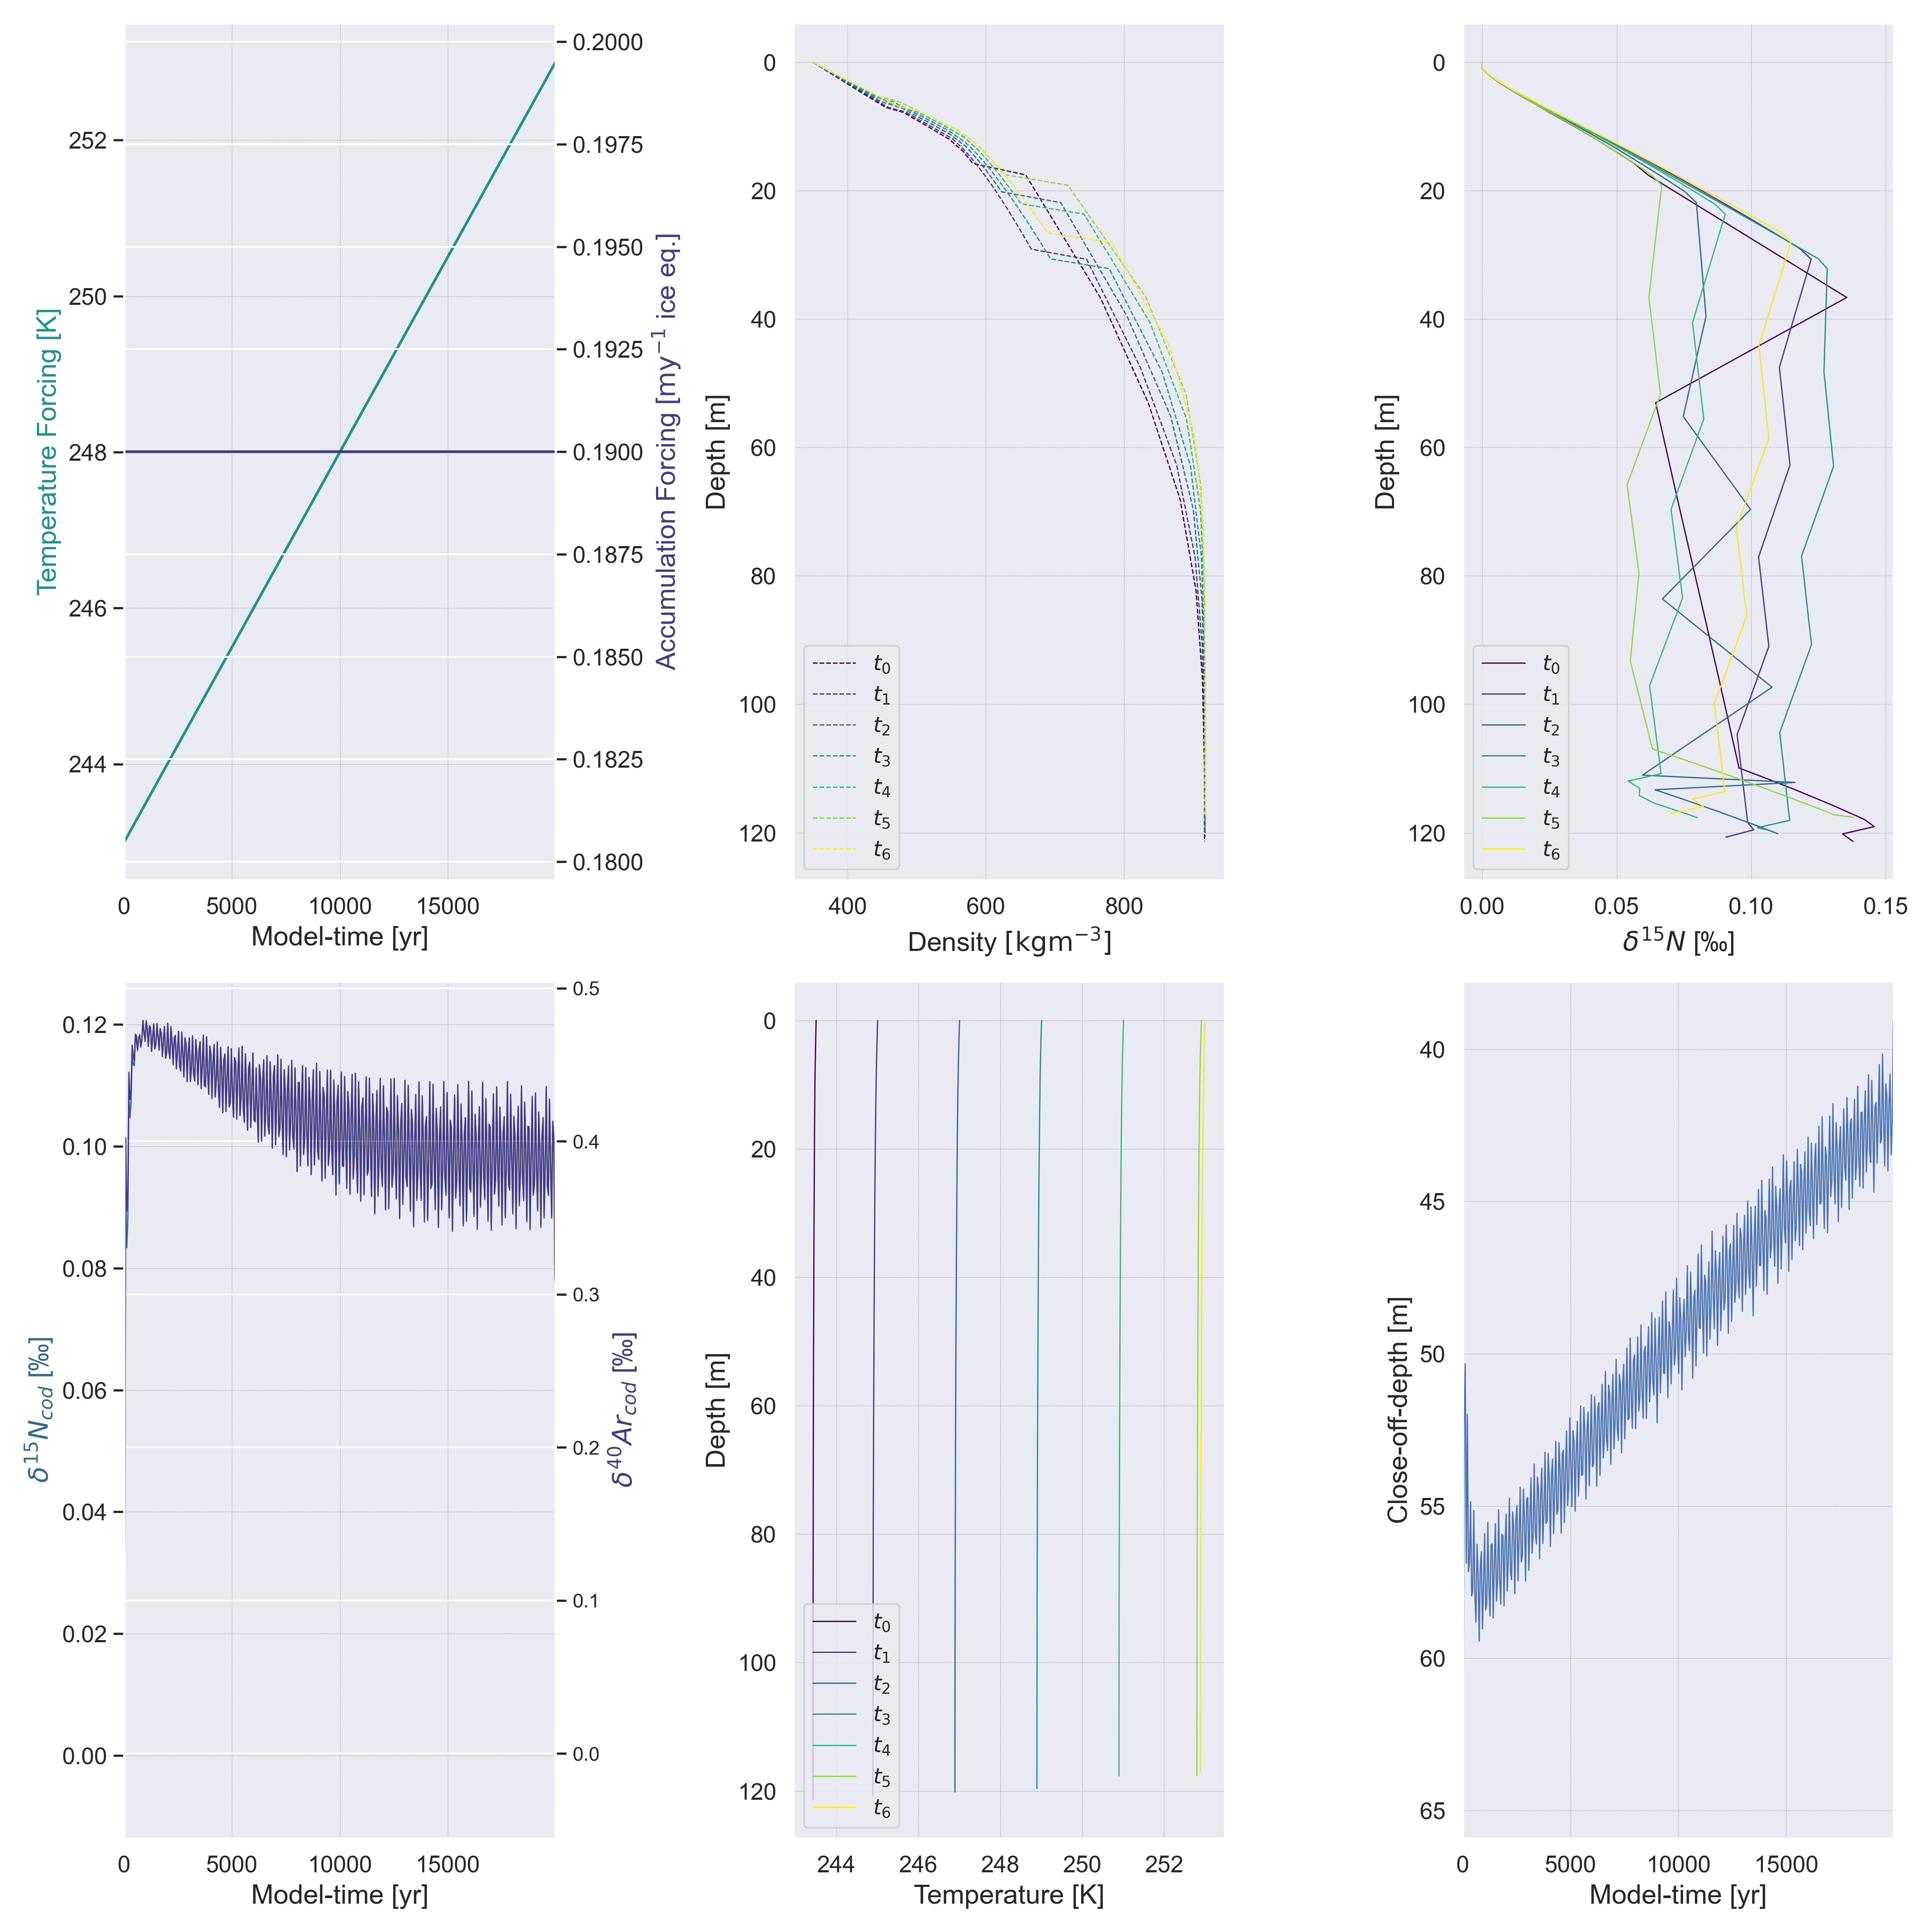 Temperature Forcing [K]
252
250
248
246
244
0
5000
10000
15000
Model-time [yr]
0.2000
0.1975
0.1950
0.1925
0.1900
0.1875
0.1850
0.1825
0.1800
Accumulation Forcing [my⁻¹ ice eq.]
Depth [m]
0
20
40
60
80
100
120
t₀
t₁
t₂
t₃
t₄
t₅
t₆
400
600
800
Density [kgm⁻³]
Depth [m]
0
20
40
60
80
100
120
t₀
t₁
t₂
t₃
t₄
t₅
t₆
0.00
0.05
0.10
0.15
δ¹⁵N [‰]
δ¹⁵N_cod [‰]
0.12
0.10
0.08
0.06
0.04
0.02
0.00
0
5000
10000
15000
Model-time [yr]
0.5
0.4
0.3
0.2
0.1
0.0
δ⁴⁰Ar_cod [‰]
Depth [m]
0
20
40
60
80
100
120
t₀
t₁
t₂
t₃
t₄
t₅
t₆
244
246
248
250
252
Temperature [K]
Close-off-depth [m]
40
45
50
55
60
65
0
5000
10000
15000
Model-time [yr]